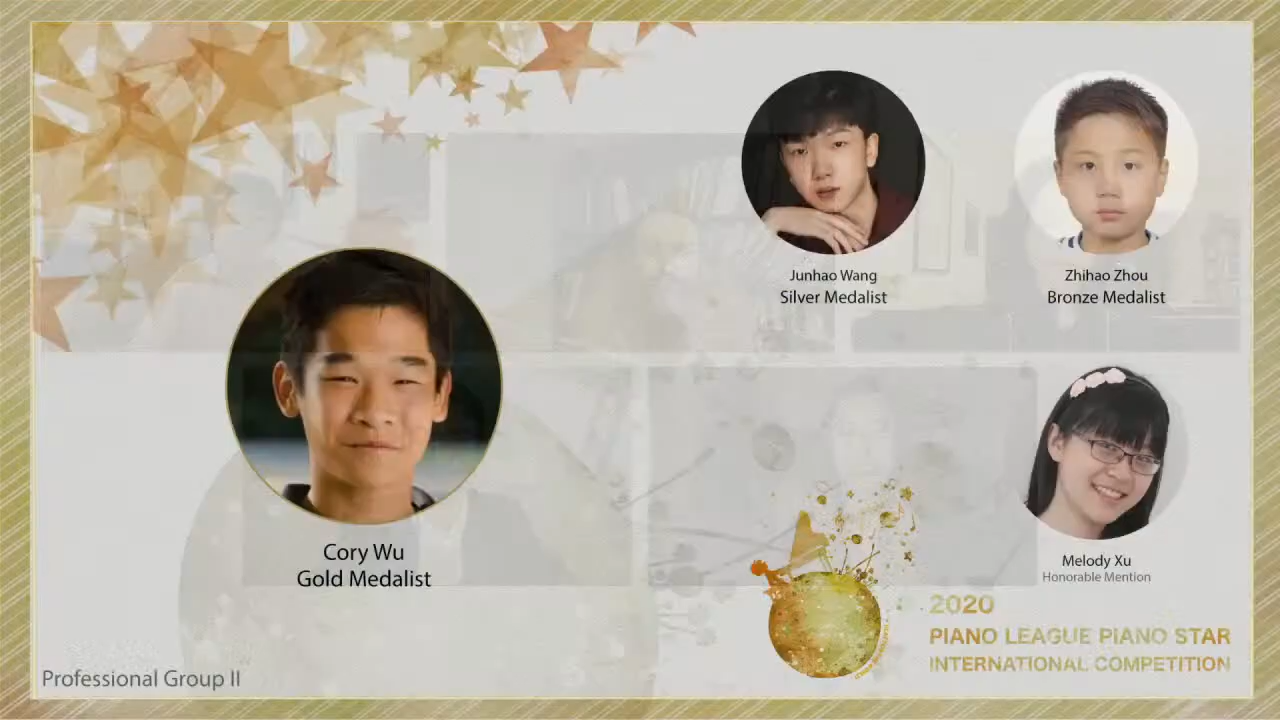 Junhao Wang
Silver Medalist
Zhihao Zhou
Bronze Medalist
Cory Wu
Gold Medalist
Melody Xu
Honorable Mention
2020
PIANO LEAGUE PIANO STAR
INTERNATIONAL COMPETITION
Professional Group II